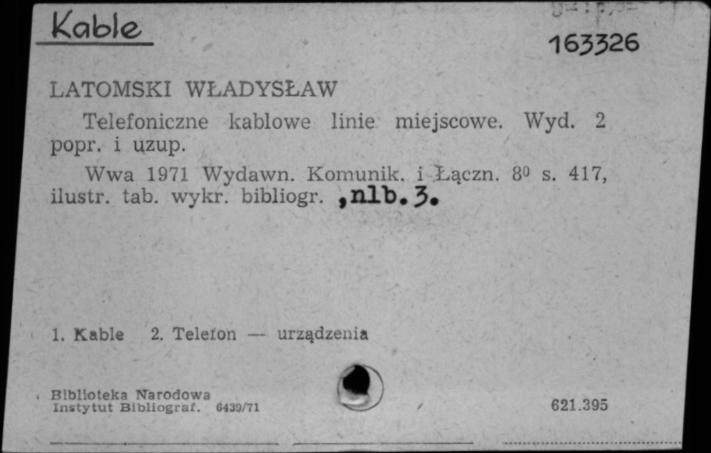 Kable
163326
LATOMSKI WŁADYSŁAW
Telefoniczne kablowe linie miejscowe. Wyd. 2
popr. i uzup.
Wwa 1971 Wydawn. Komunik. i Łączn. 8⁰ s. 417,
ilustr. tab. wykr. bibliogr. ,nlb.3.
1. Kable 2. Telefon — urządzenia
Biblioteka Narodowa
Instytut Bibliograf. 6439/71
621.395